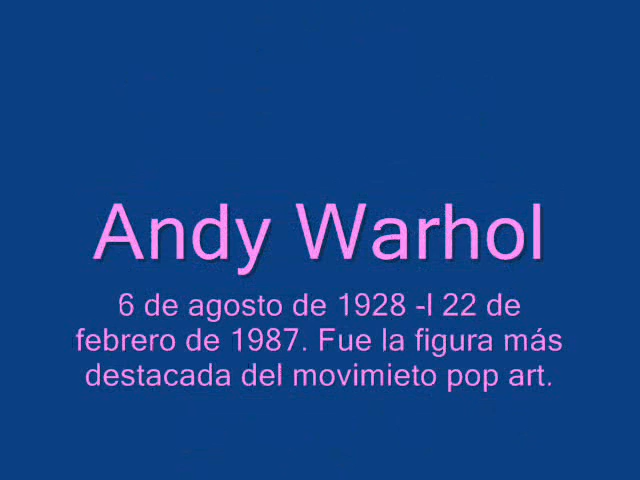 Andy Warhol
6 de agosto de 1928 -l 22 de
febrero de 1987. Fue la figura más
destacada del movimieto pop art.